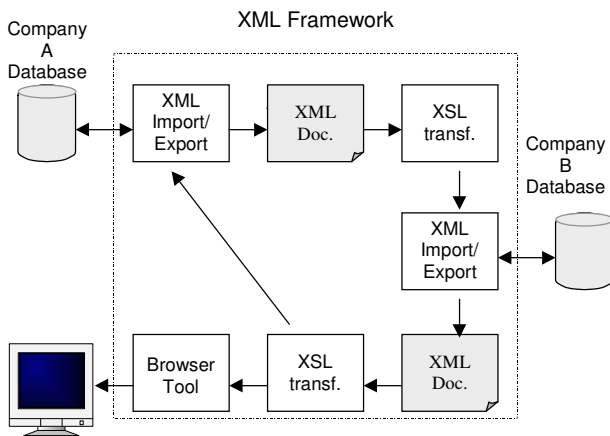 XML Framework
Company
A
Database
XML
Import/
Export
XML
Doc.
XSL
transf.
Company
B
Database
XML
Import/
Export
Browser
Tool
XSL
transf.
XML
Doc.